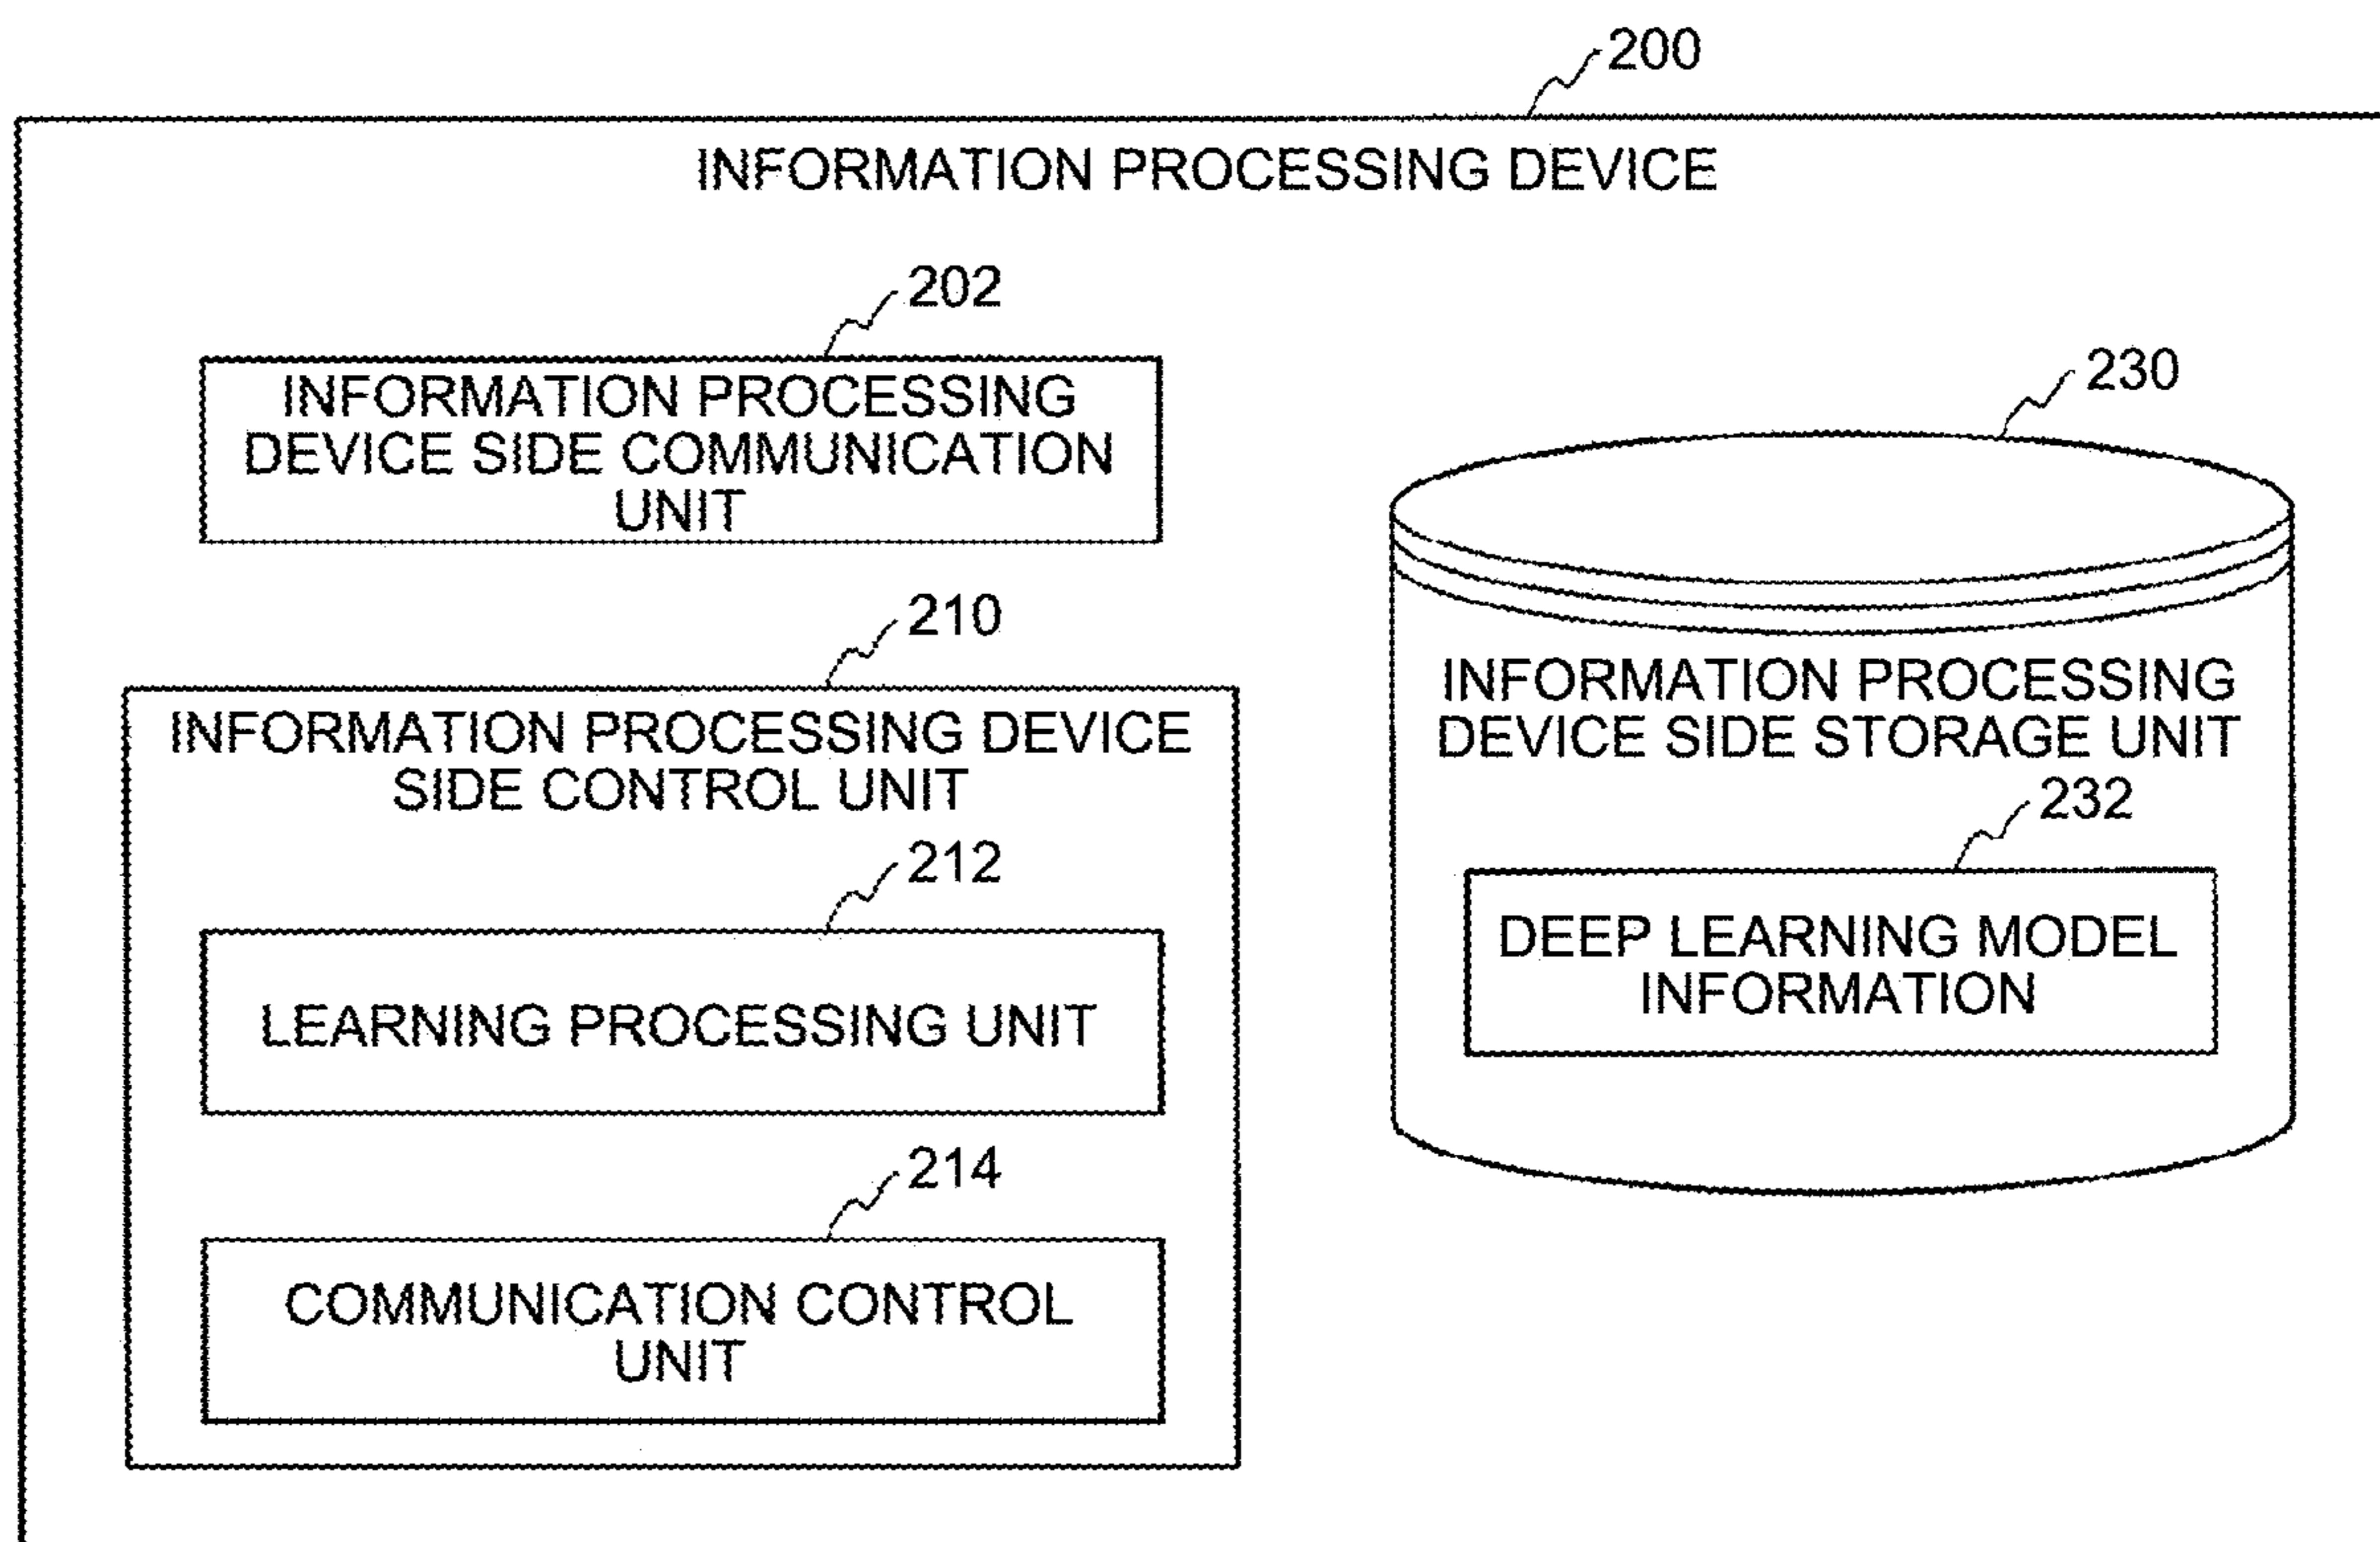 200
INFORMATION PROCESSING DEVICE
202
INFORMATION PROCESSING
DEVICE SIDE COMMUNICATION
UNIT
210
INFORMATION PROCESSING DEVICE
SIDE CONTROL UNIT
212
LEARNING PROCESSING UNIT
214
COMMUNICATION CONTROL
UNIT
230
INFORMATION PROCESSING
DEVICE SIDE STORAGE UNIT
232
DEEP LEARNING MODEL
INFORMATION